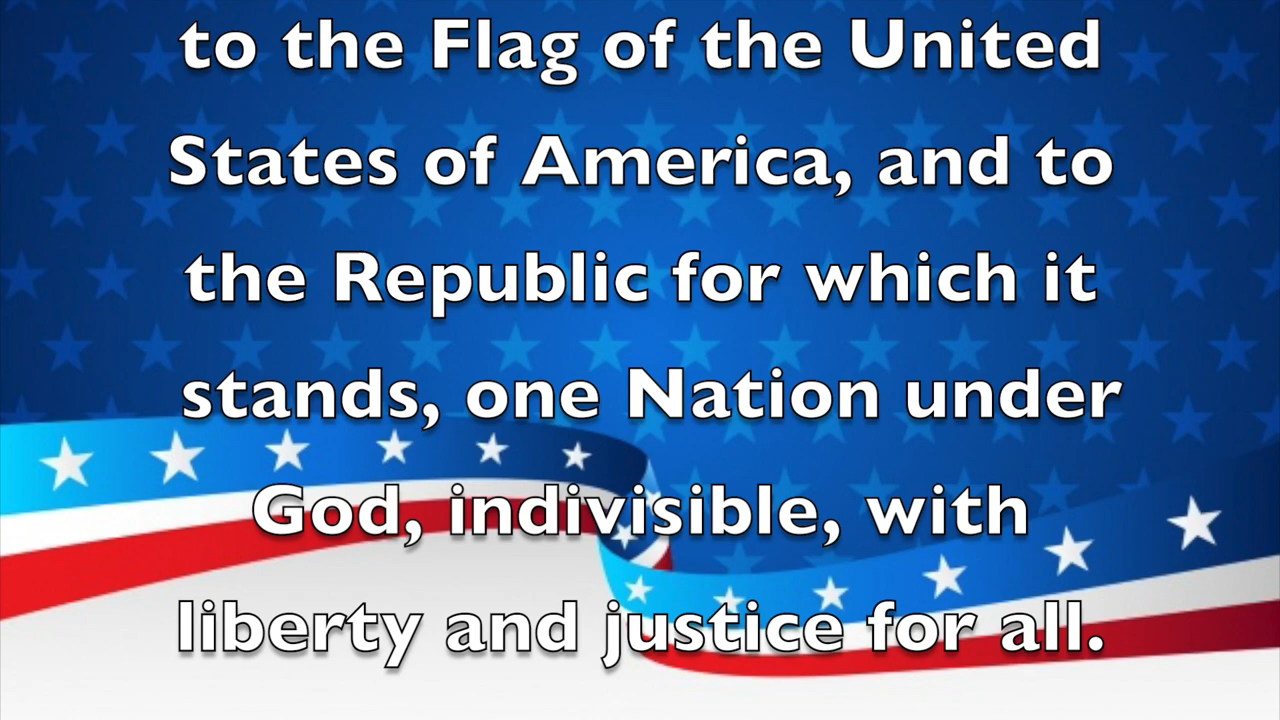 to the Flag of the United
States of America, and to
the Republic for which it
stands, one Nation under
God, indivisible, with
liberty and justice for all.